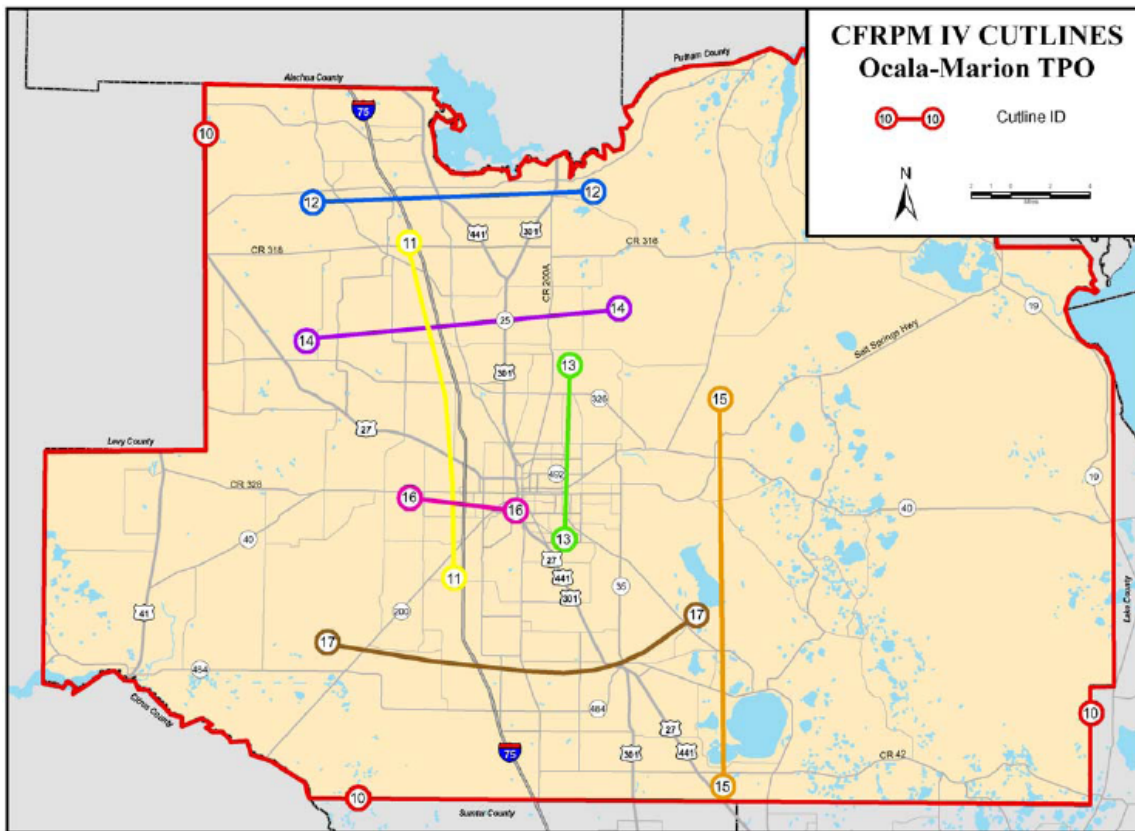 CFRPM IV CUTLINES
Ocala-Marion TPO
10 10 Cutline ID
N
Alachua County
Putnam County
75
10
12
12
11
441
301
CR 318
CR 200A
CR 316
19
14
25
14
Salt Springs Hwy
13
301
326
15
27
Levy County
492
19
CR 328
16
16
40
40
13
27
11
441
301
35
41
200
17
17
484
Lake County
Citrus County
484
10
27
441
75
301
CR 42
15
10
Sumter County